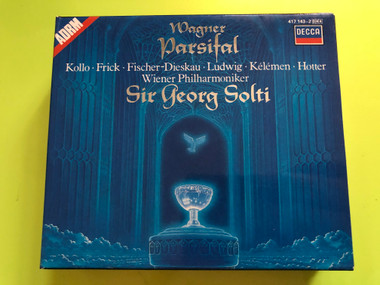 ADRM
417 143-2 DH4
DECCA
Wagner
Parsifal
Kollo · Frick · Fischer-Dieskau · Ludwig · Kélémen · Hotter
Wiener Philharmoniker
Sir Georg Solti